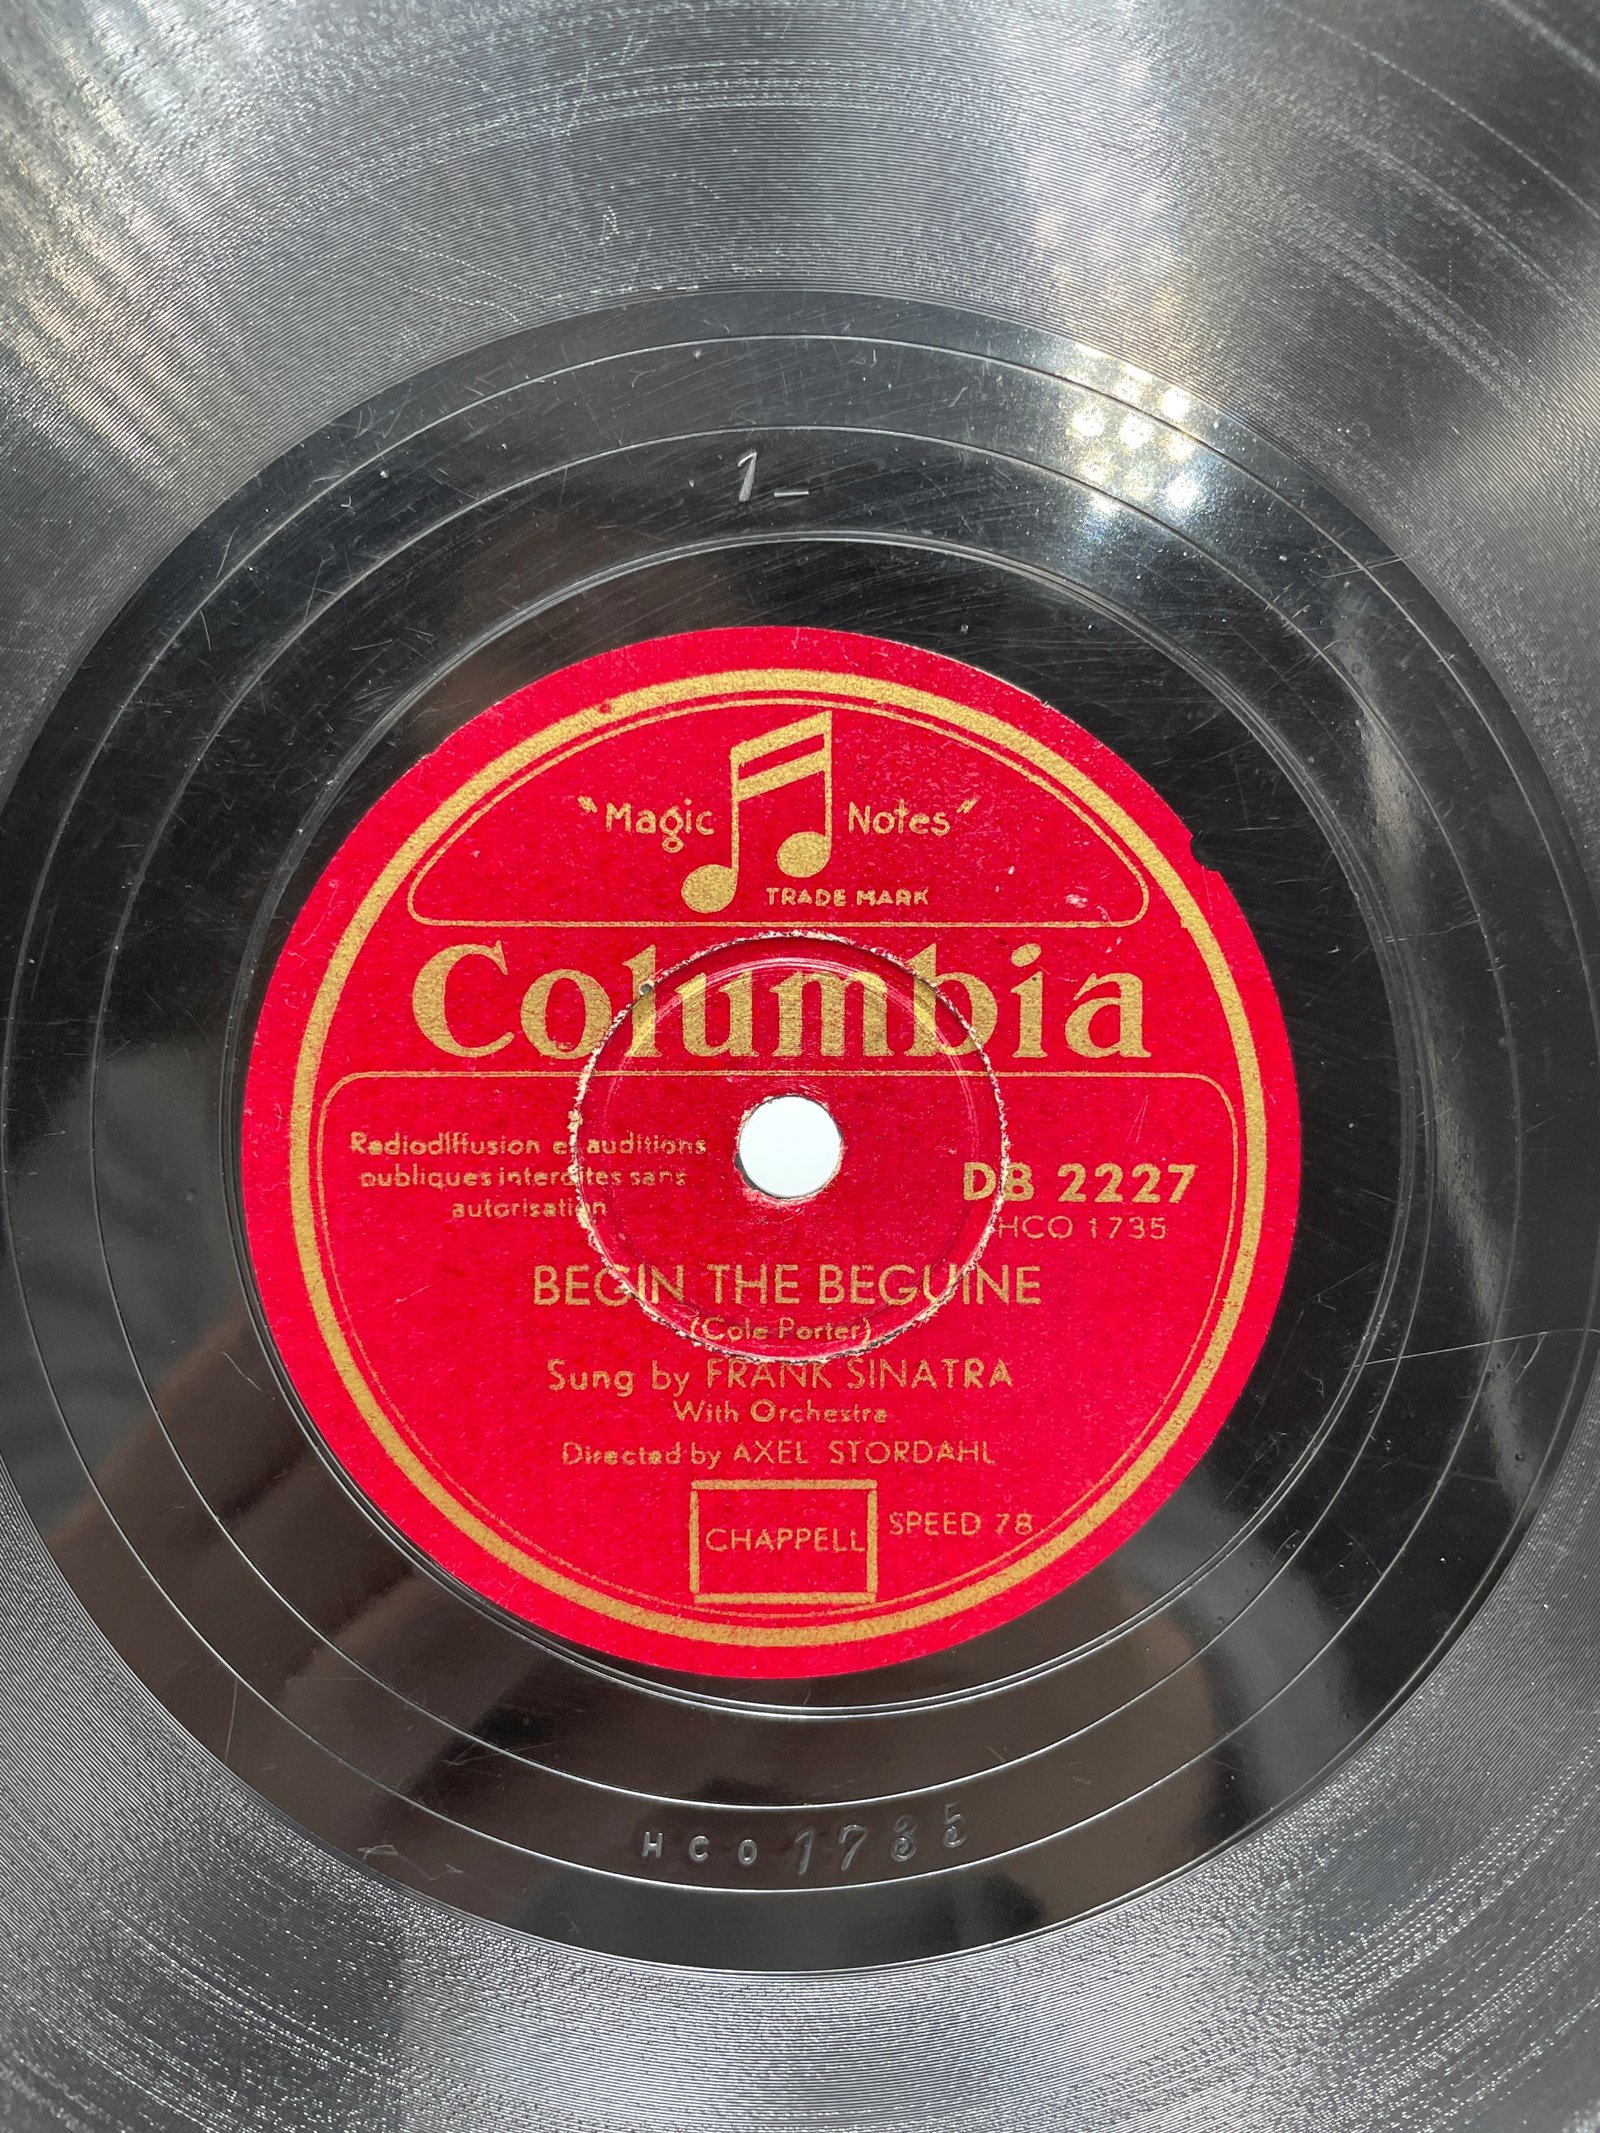 1-
"Magic Notes"
TRADE MARK
Columbia
Radiodiffusion et auditions
publiques interdites sans
autorisation
DB 2227
HCO 1735
BEGIN THE BEGUINE
(Cole Porter)
Sung by FRANK SINATRA
With Orchestra
Directed by AXEL STORDAHL
CHAPPELL
SPEED 78
HCO 1735